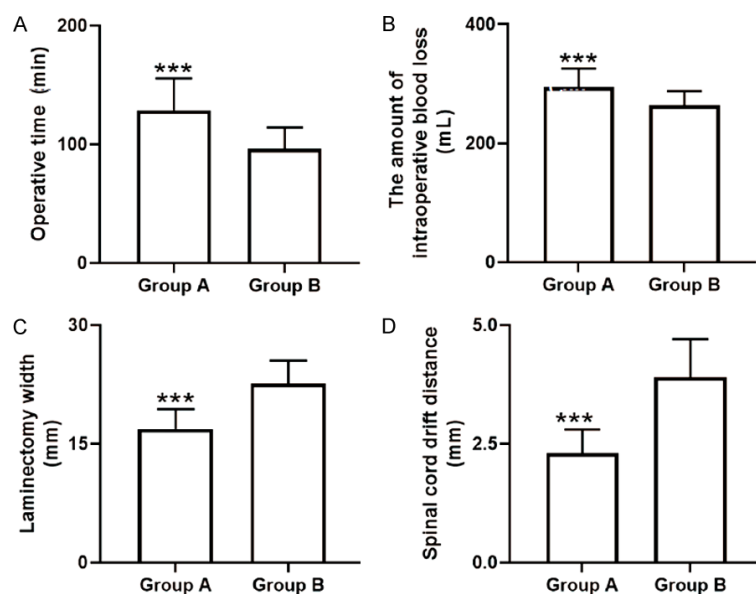 A
Operative time (min)
200
100
0
***
Group A
Group B
B
The amount of
intraoperative blood loss
(mL)
400
200
0
***
Group A
Group B
C
Laminectomy width
(mm)
30
15
0
***
Group A
Group B
D
Spinal cord drift distance
(mm)
5.0
2.5
0.0
***
Group A
Group B